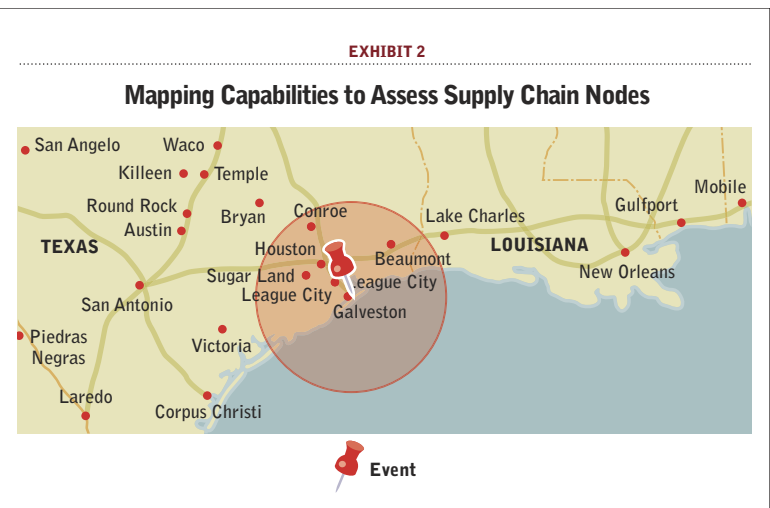 EXHIBIT 2
Mapping Capabilities to Assess Supply Chain Nodes
San Angelo
Waco
Killeen
Temple
Mobile
Round Rock
Bryan
Conroe
Gulfport
Austin
Lake Charles
TEXAS
Houston
Beaumont
LOUISIANA
Sugar Land
League City
New Orleans
League City
San Antonio
Galveston
Piedras
Negras
Victoria
Laredo
Corpus Christi
Event